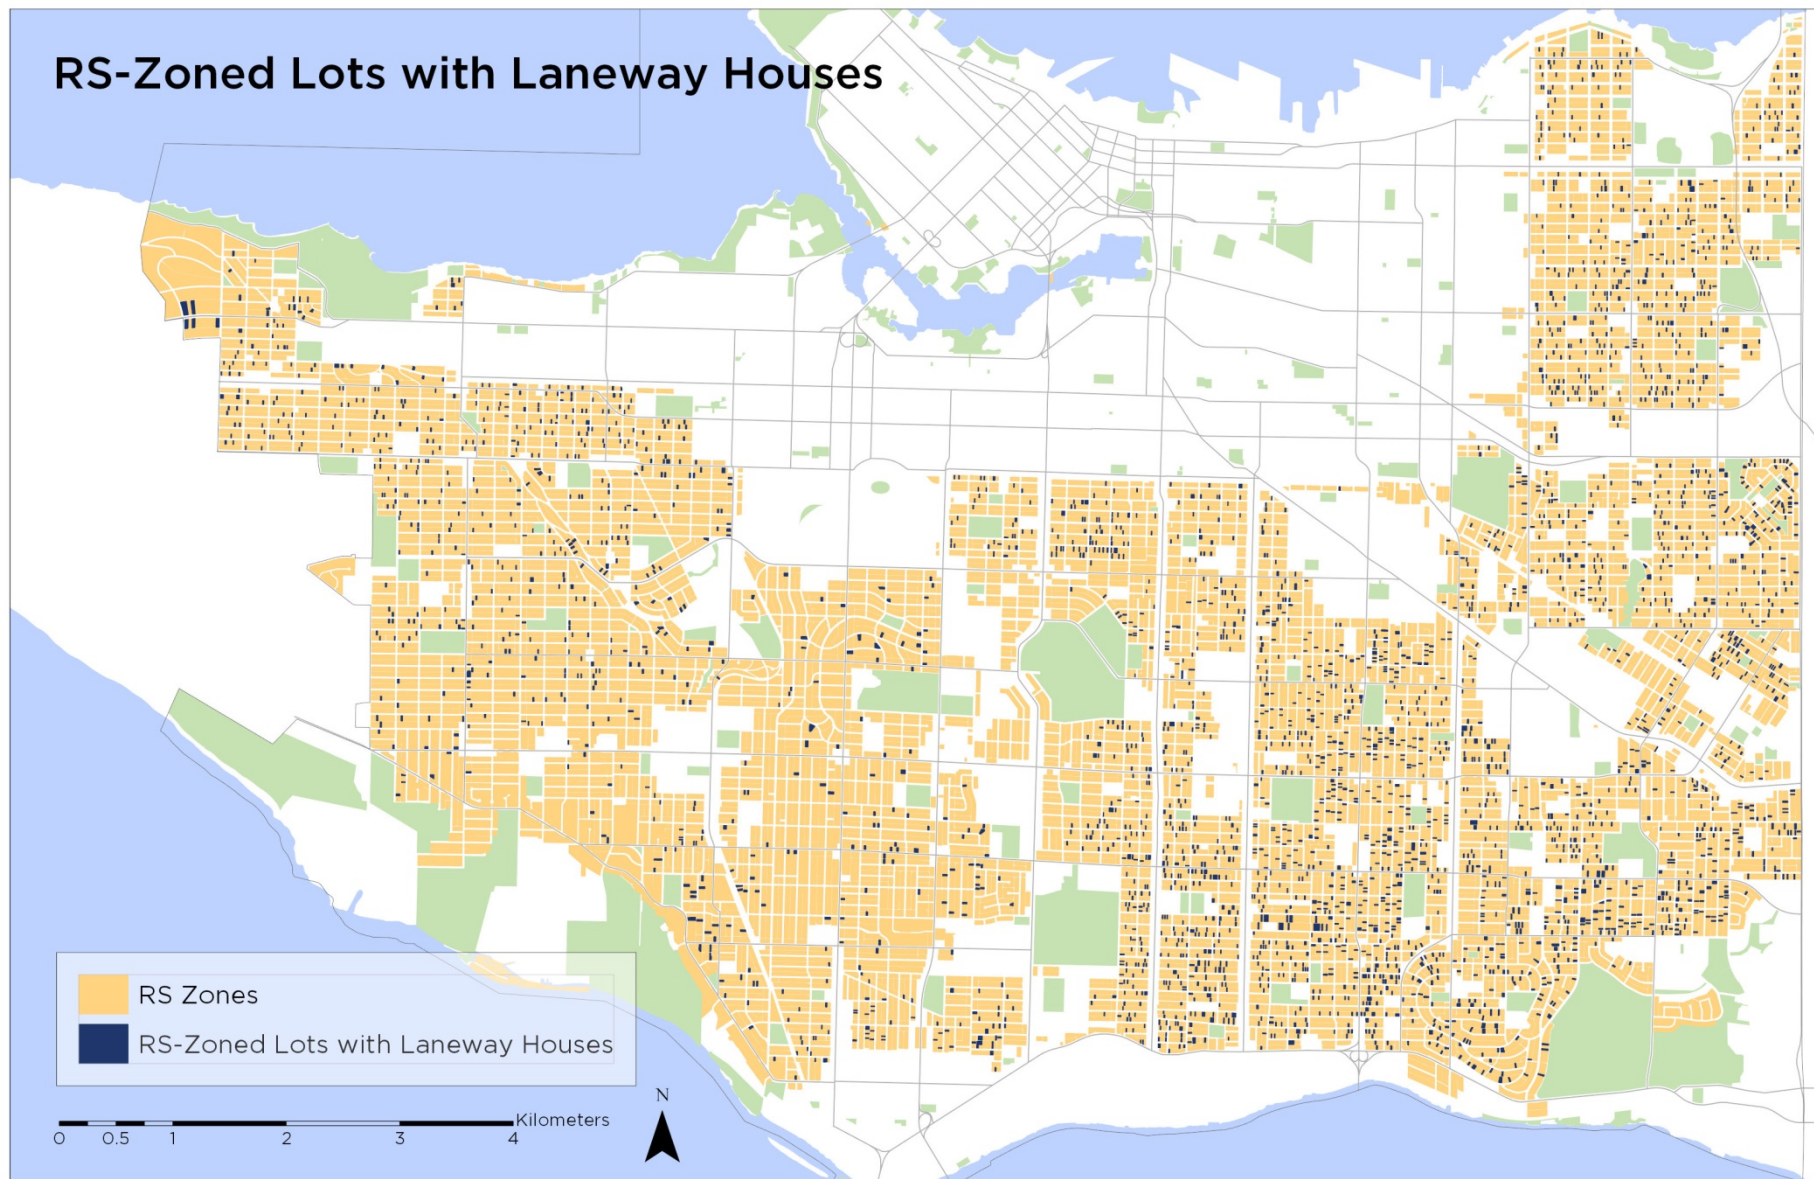 RS-Zoned Lots with Laneway Houses
RS Zones
RS-Zoned Lots with Laneway Houses
N
Kilometers
0 0.5 1 2 3 4